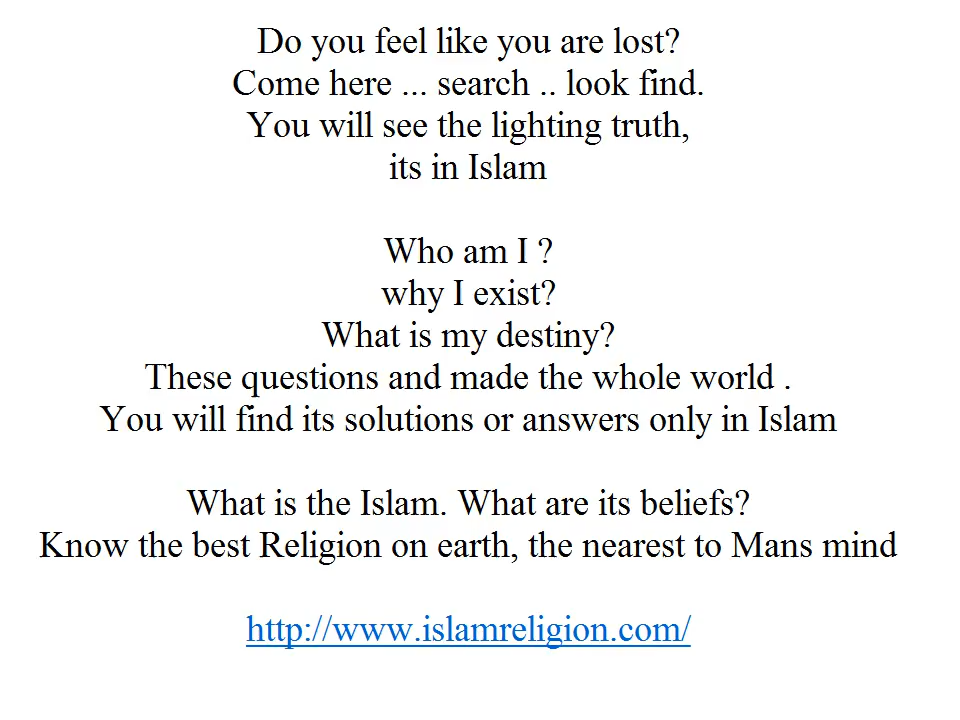 Do you feel like you are lost?
Come here ... search .. look find.
You will see the lighting truth,
its in Islam
Who am I ?
why I exist?
What is my destiny?
These questions and made the whole world .
You will find its solutions or answers only in Islam
What is the Islam. What are its beliefs?
Know the best Religion on earth, the nearest to Mans mind
http://www.islamreligion.com/